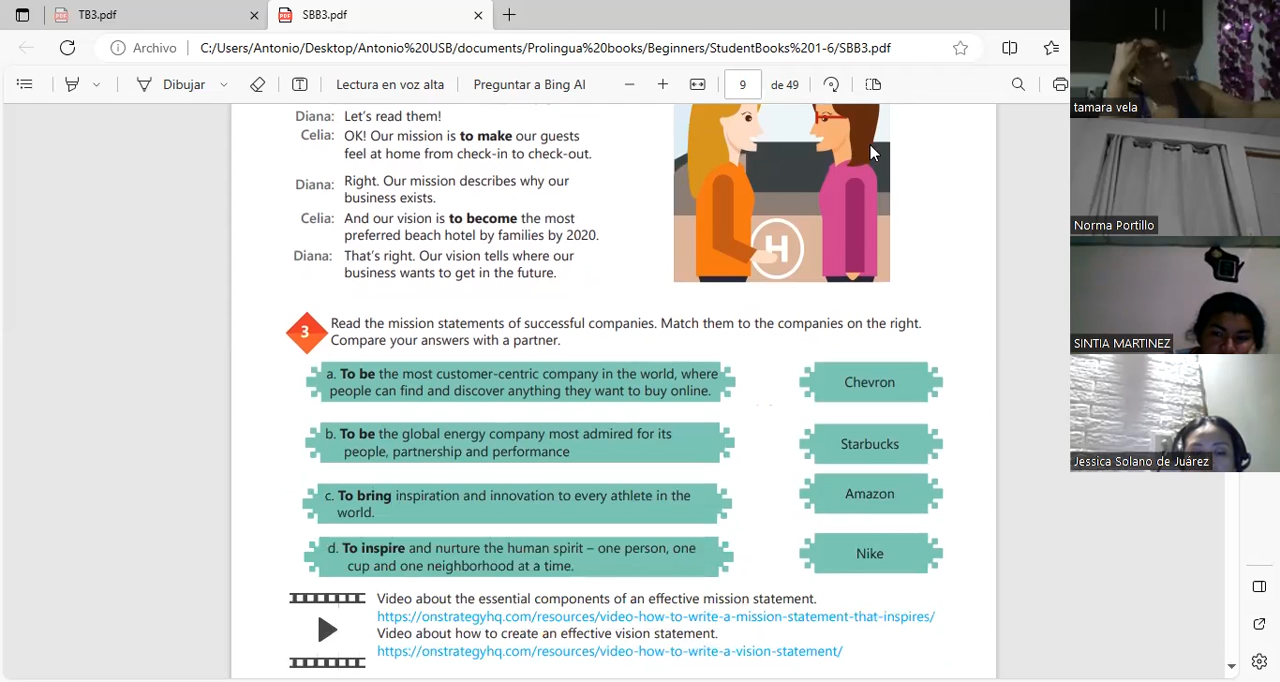 TB3.pdf
SBB3.pdf
Archivo
C:/Users/Antonio/Desktop/Antonio%20USB/documents/Prolingua%20books/Beginners/StudentBooks%201-6/SBB3.pdf
Dibujar
Lectura en voz alta
Preguntar a Bing AI
9
de 49
Diana: Let's read them!
Celia: OK! Our mission is to make our guests
feel at home from check-in to check-out.
Diana: Right. Our mission describes why our
business exists.
Celia: And our vision is to become the most
preferred beach hotel by families by 2020.
Diana: That's right. Our vision tells where our
business wants to get in the future.
H
3 Read the mission statements of successful companies. Match them to the companies on the right.
Compare your answers with a partner.
a. To be the most customer-centric company in the world, where
people can find and discover anything they want to buy online.
Chevron
b. To be the global energy company most admired for its
people, partnership and performance
Starbucks
c. To bring inspiration and innovation to every athlete in the
world.
Amazon
d. To inspire and nurture the human spirit – one person, one
cup and one neighborhood at a time.
Nike
Video about the essential components of an effective mission statement.
https://onstrategyhq.com/resources/video-how-to-write-a-mission-statement-that-inspires/
Video about how to create an effective vision statement.
https://onstrategyhq.com/resources/video-how-to-write-a-vision-statement/
tamara vela
Norma Portillo
SINTIA MARTINEZ
Jessica Solano de Juárez